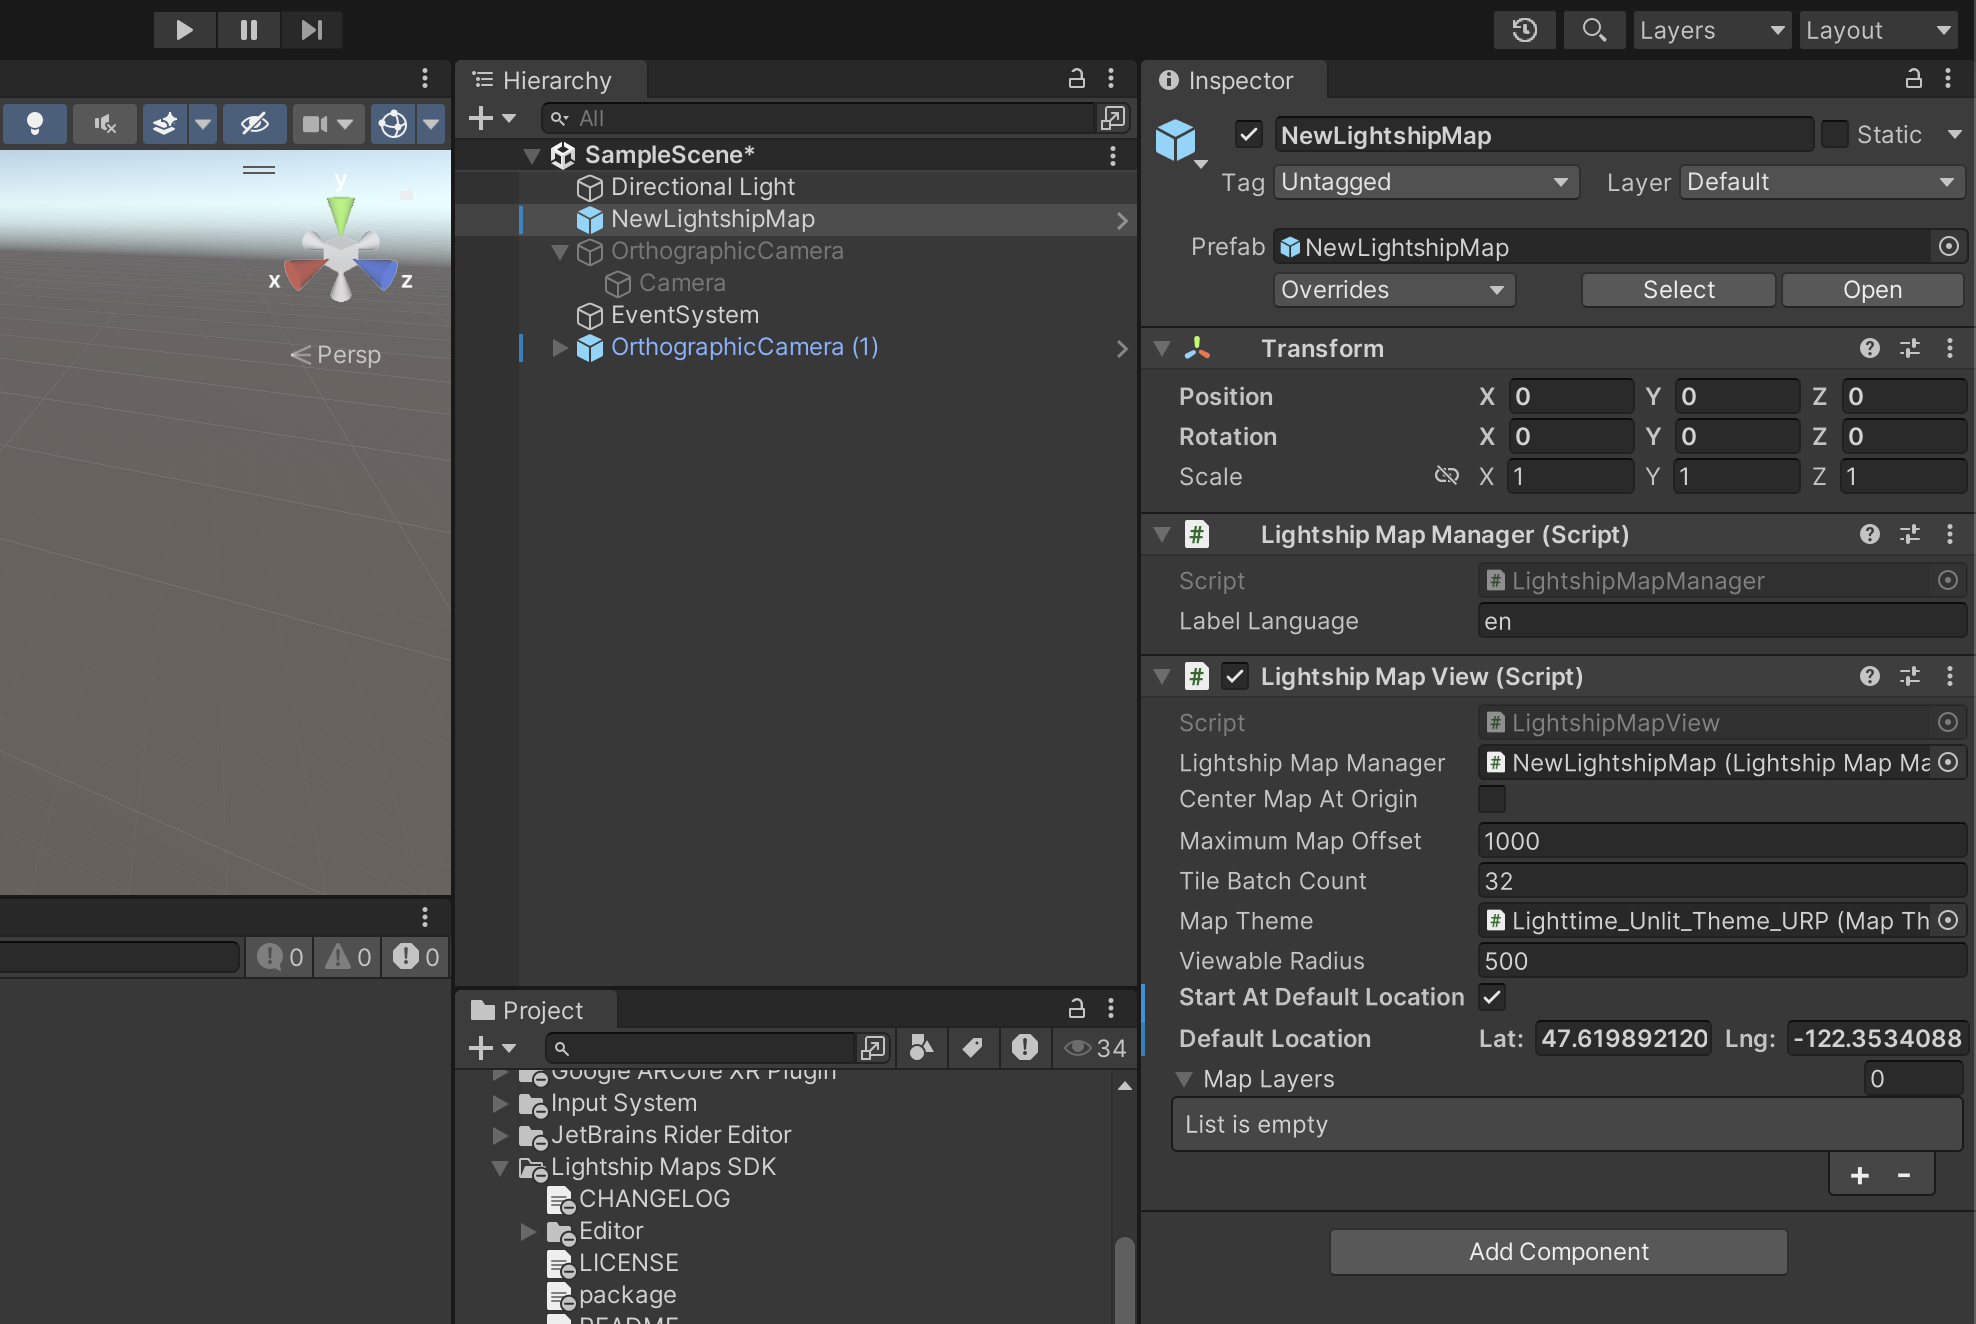 Layers
Layout
Hierarchy
All
SampleScene*
Directional Light
NewLightshipMap
OrthographicCamera
Camera
EventSystem
OrthographicCamera (1)
y
x
z
Persp
0
0
0
Project
34
Google ARCore XR Plugin
Input System
JetBrains Rider Editor
Lightship Maps SDK
CHANGELOG
Editor
LICENSE
package
README
Inspector
NewLightshipMap
Static
Tag Untagged Layer Default
Prefab NewLightshipMap
Overrides Select Open
Transform
Position X 0 Y 0 Z 0
Rotation X 0 Y 0 Z 0
Scale X 1 Y 1 Z 1
# Lightship Map Manager (Script)
Script # LightshipMapManager
Label Language en
# Lightship Map View (Script)
Script # LightshipMapView
Lightship Map Manager # NewLightshipMap (Lightship Map Ma
Center Map At Origin
Maximum Map Offset 1000
Tile Batch Count 32
Map Theme # Lighttime_Unlit_Theme_URP (Map Th
Viewable Radius 500
Start At Default Location
Default Location Lat: 47.619892120 Lng: -122.3534088
Map Layers 0
List is empty
+ -
Add Component